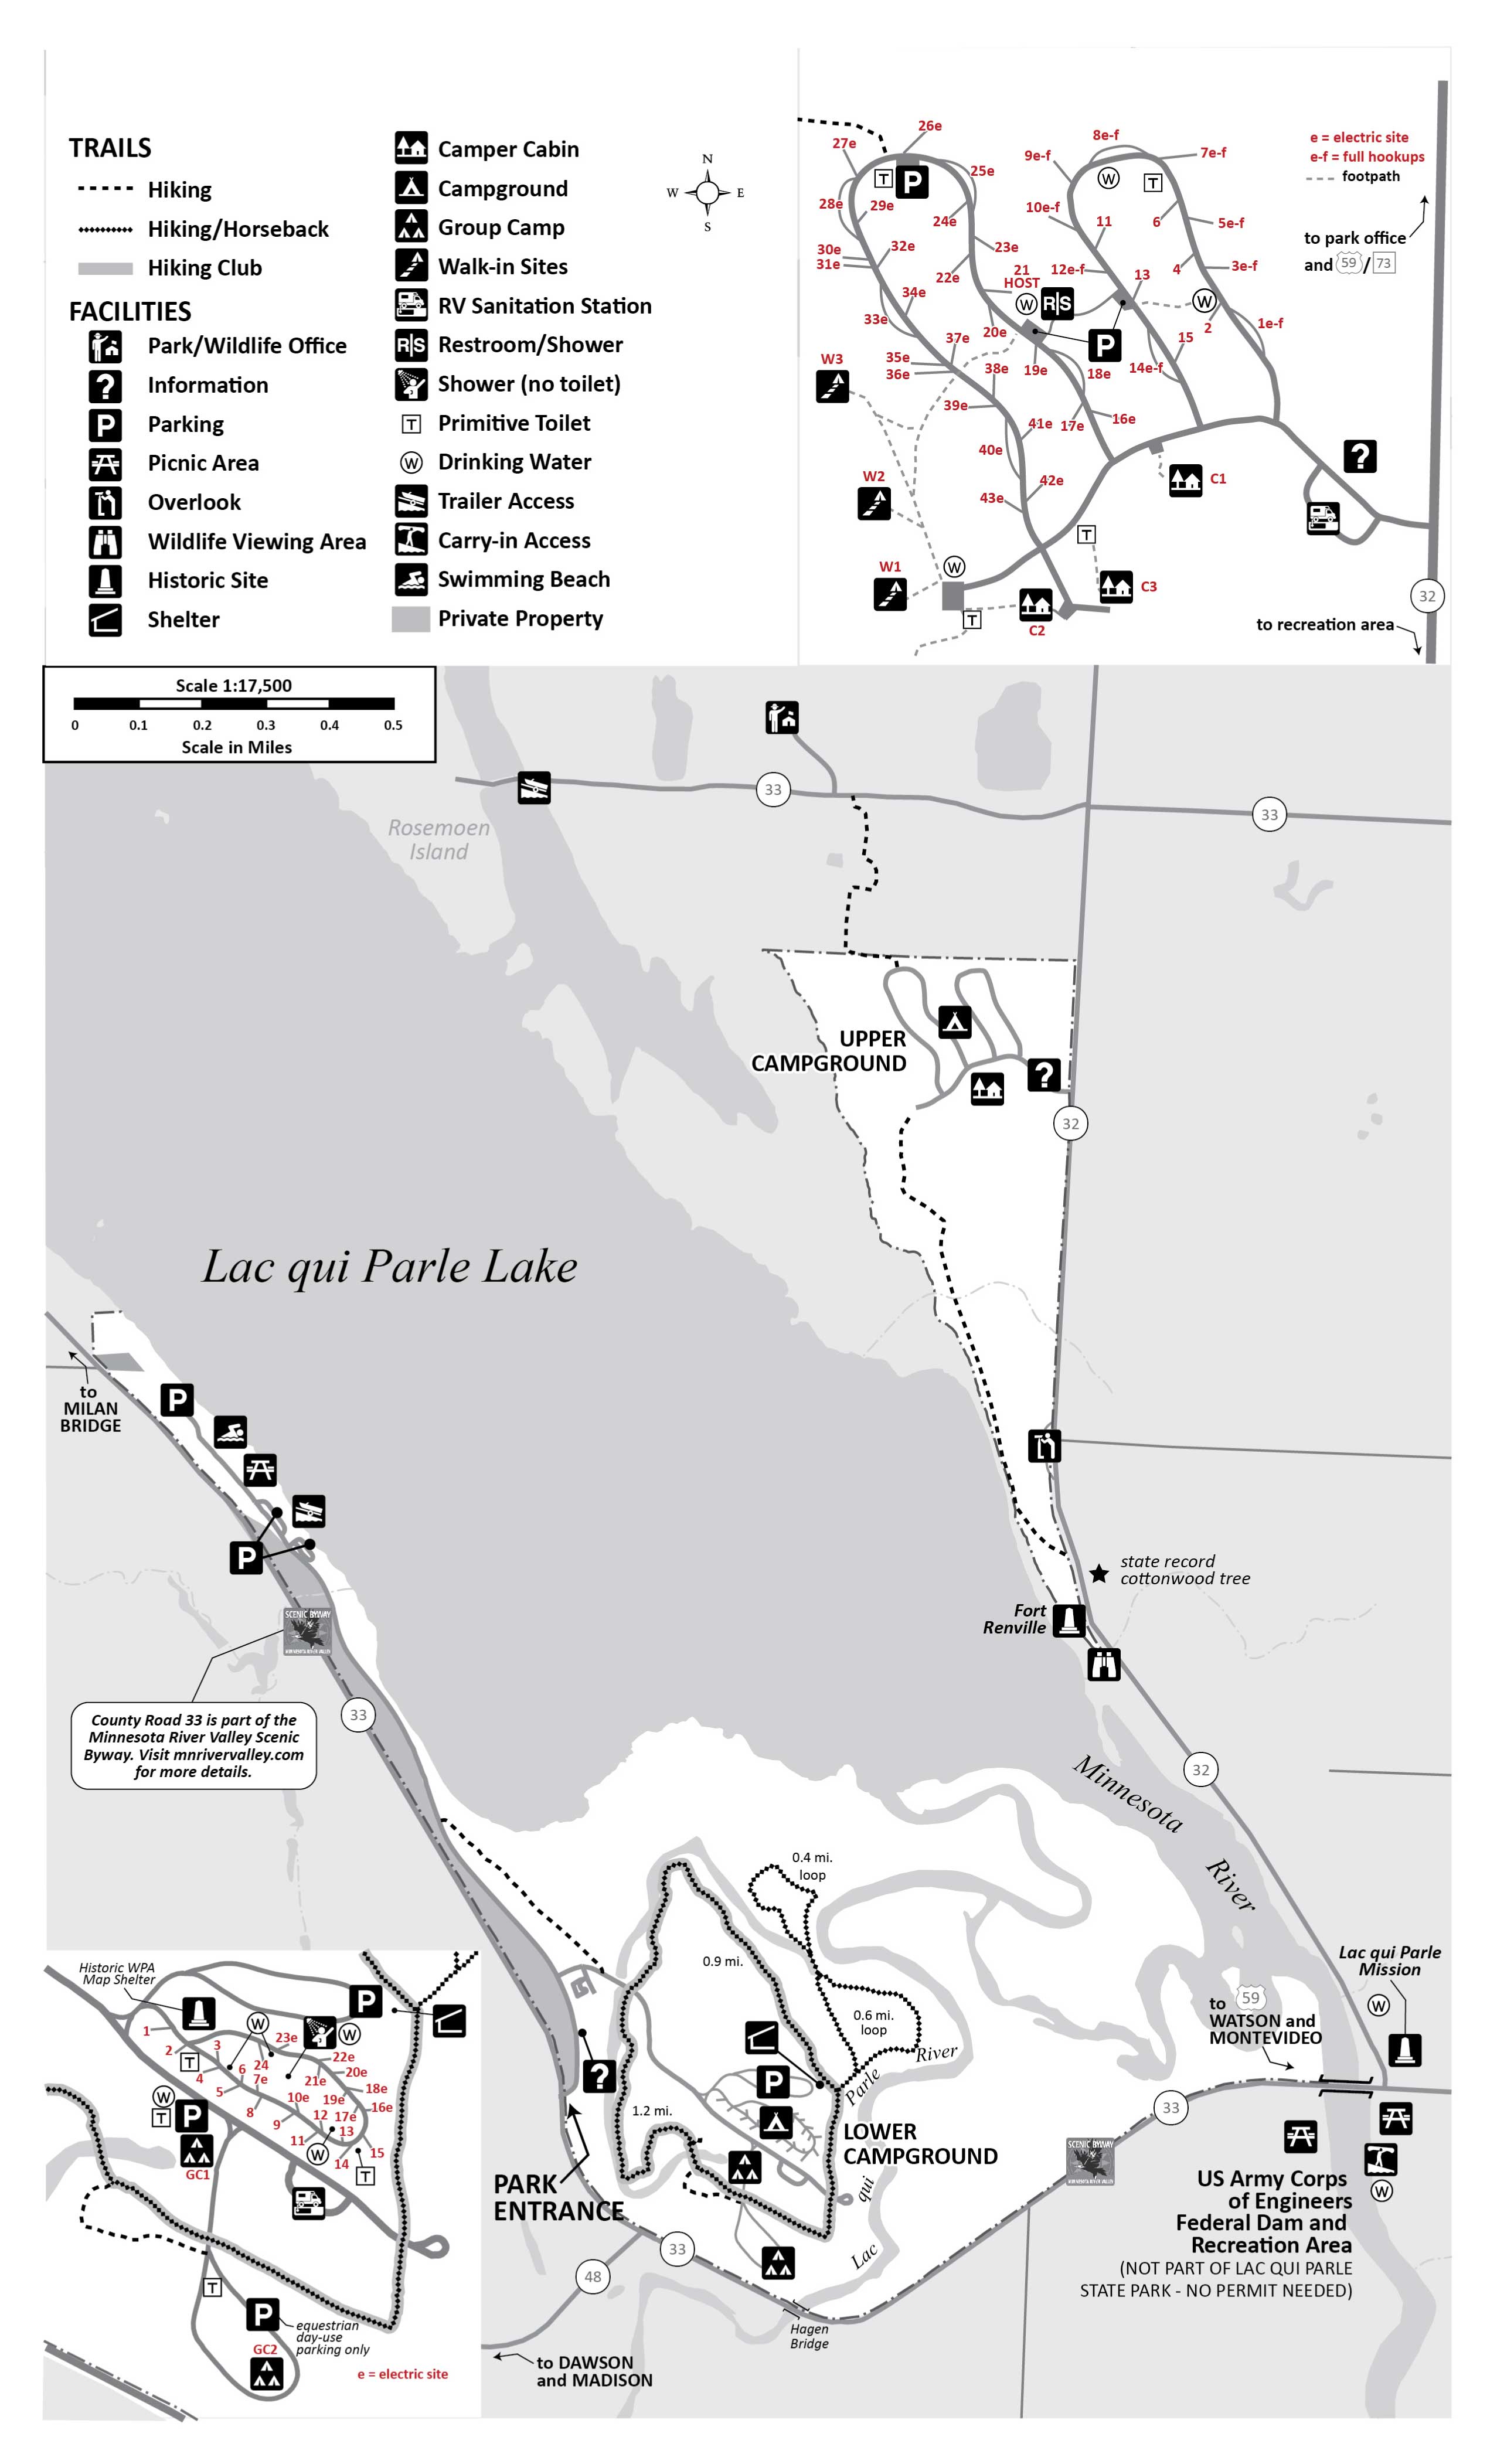 TRAILS
Hiking
Hiking/Horseback
Hiking Club
FACILITIES
Park/Wildlife Office
? Information
P Parking
Picnic Area
Overlook
Wildlife Viewing Area
Historic Site
Shelter
Camper Cabin
Campground
Group Camp
Walk-in Sites
RV Sanitation Station
R|S Restroom/Shower
Shower (no toilet)
T Primitive Toilet
W Drinking Water
Trailer Access
Carry-in Access
Swimming Beach
Private Property
N
W E
S
e = electric site
e-f = full hookups
footpath
to park office
and 59 / 73
26e
27e
25e
T P
28e
29e
24e
30e
31e
32e
23e
22e
34e
33e
21
HOST
W R|S
20e
37e
35e
36e
38e
19e
18e
39e
41e
17e
16e
40e
42e
43e
8e-f
9e-f
7e-f
W T
10e-f
11
6
5e-f
12e-f
4
3e-f
13
W
2
1e-f
P
15
14e-f
W3
W2
W1
W
T
C2
T
C3
C1
?
32
to recreation area
Scale 1:17,500
0 0.1 0.2 0.3 0.4 0.5
Scale in Miles
33
33
Rosemoen
Island
UPPER
CAMPGROUND
?
32
Lac qui Parle Lake
to
MILAN
BRIDGE
P
P
SCENIC BYWAY
MINNESOTA RIVER VALLEY
County Road 33 is part of the
Minnesota River Valley Scenic
Byway. Visit mnrivervalley.com
for more details.
33
state record
cottonwood tree
Fort
Renville
32
Minnesota
River
0.4 mi.
loop
0.9 mi.
0.6 mi.
loop
River
Parle
qui
Lac
P
?
1.2 mi.
LOWER
CAMPGROUND
PARK
ENTRANCE
33
48
Hagen
Bridge
to DAWSON
and MADISON
Lac qui Parle
Mission
W
59
to
WATSON and
MONTEVIDEO
33
SCENIC BYWAY
W
US Army Corps
of Engineers
Federal Dam and
Recreation Area
(NOT PART OF LAC QUI PARLE
STATE PARK - NO PERMIT NEEDED)
Historic WPA
Map Shelter
P
W
W
1
2
3
23e
22e
T
4
6
24
7e
21e
20e
5
18e
10e
19e
16e
8
9
12
17e
13
11
15
14
W
T
W
T P
GC1
T
P
equestrian
day-use
parking only
GC2
e = electric site